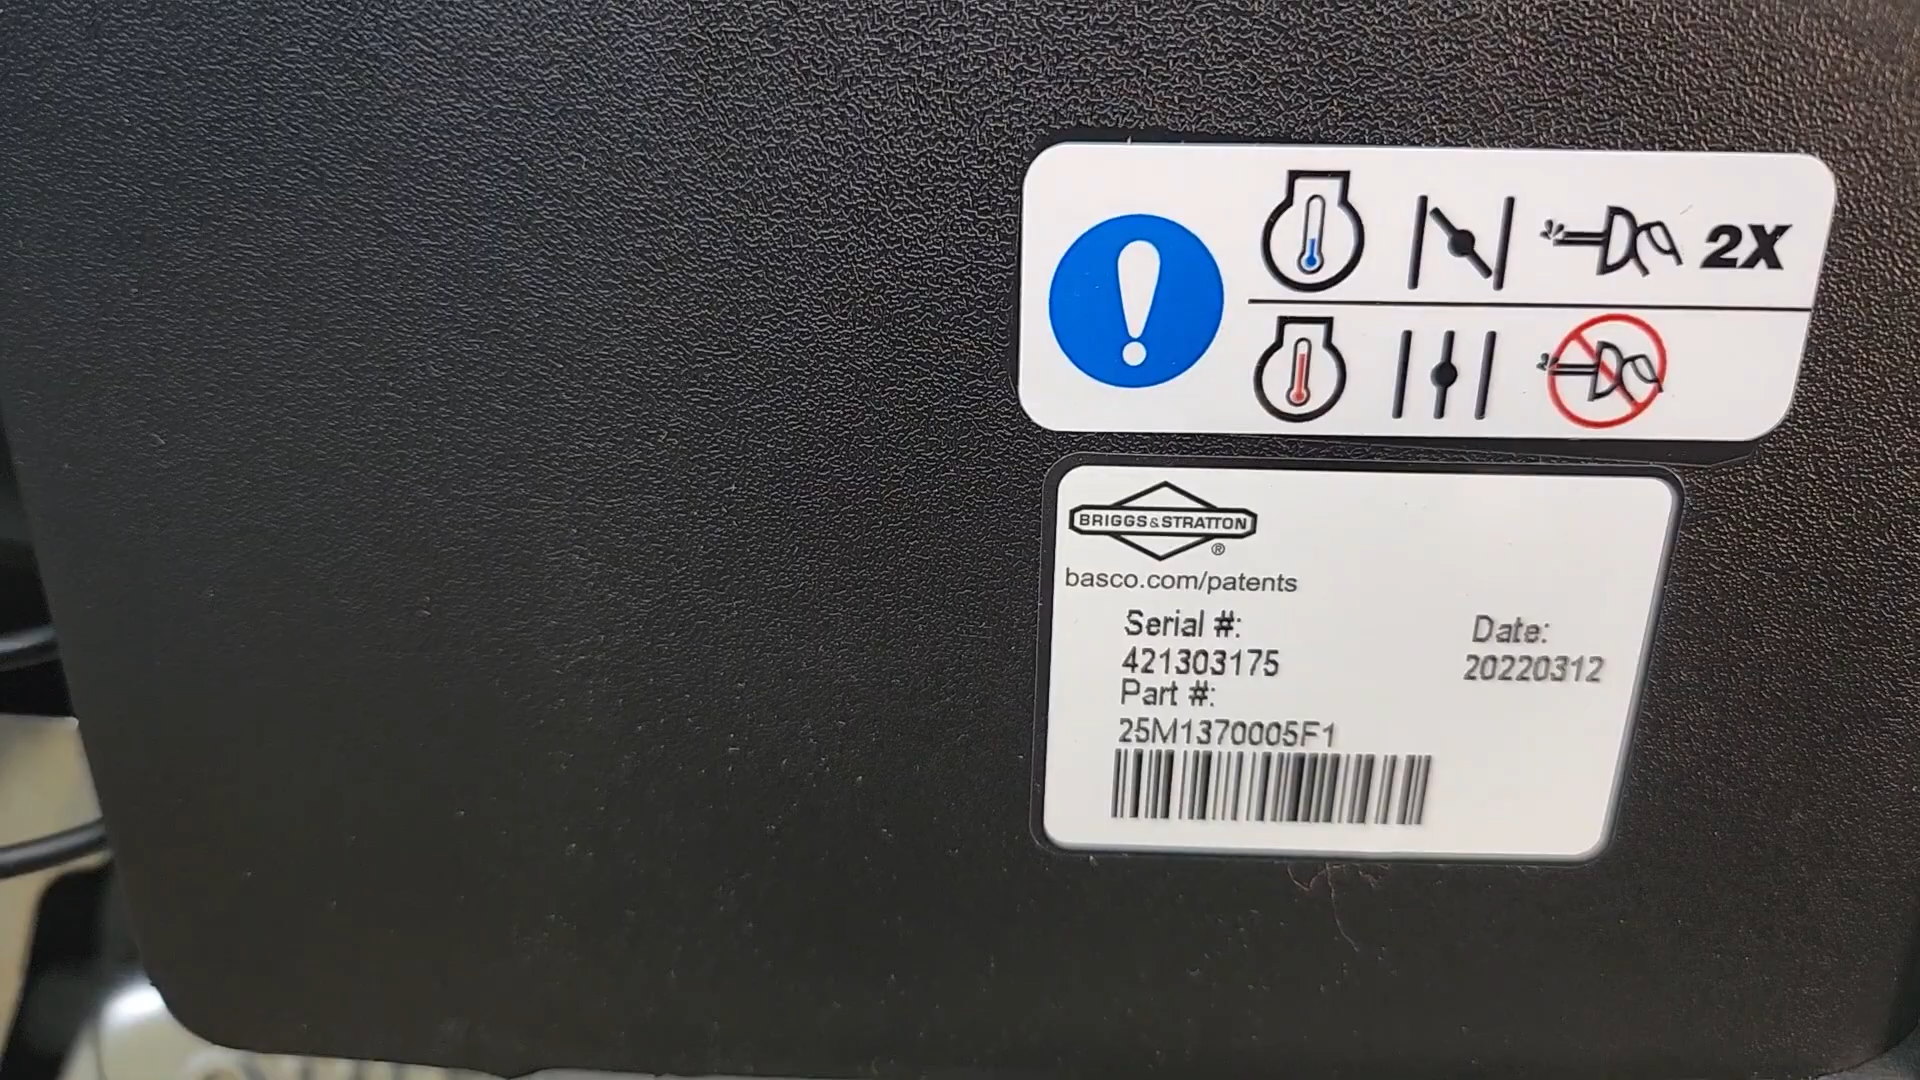 2X
BRIGGS&STRATTON
®
basco.com/patents
Serial #:
421303175
Date:
20220312
Part #:
25M1370005F1